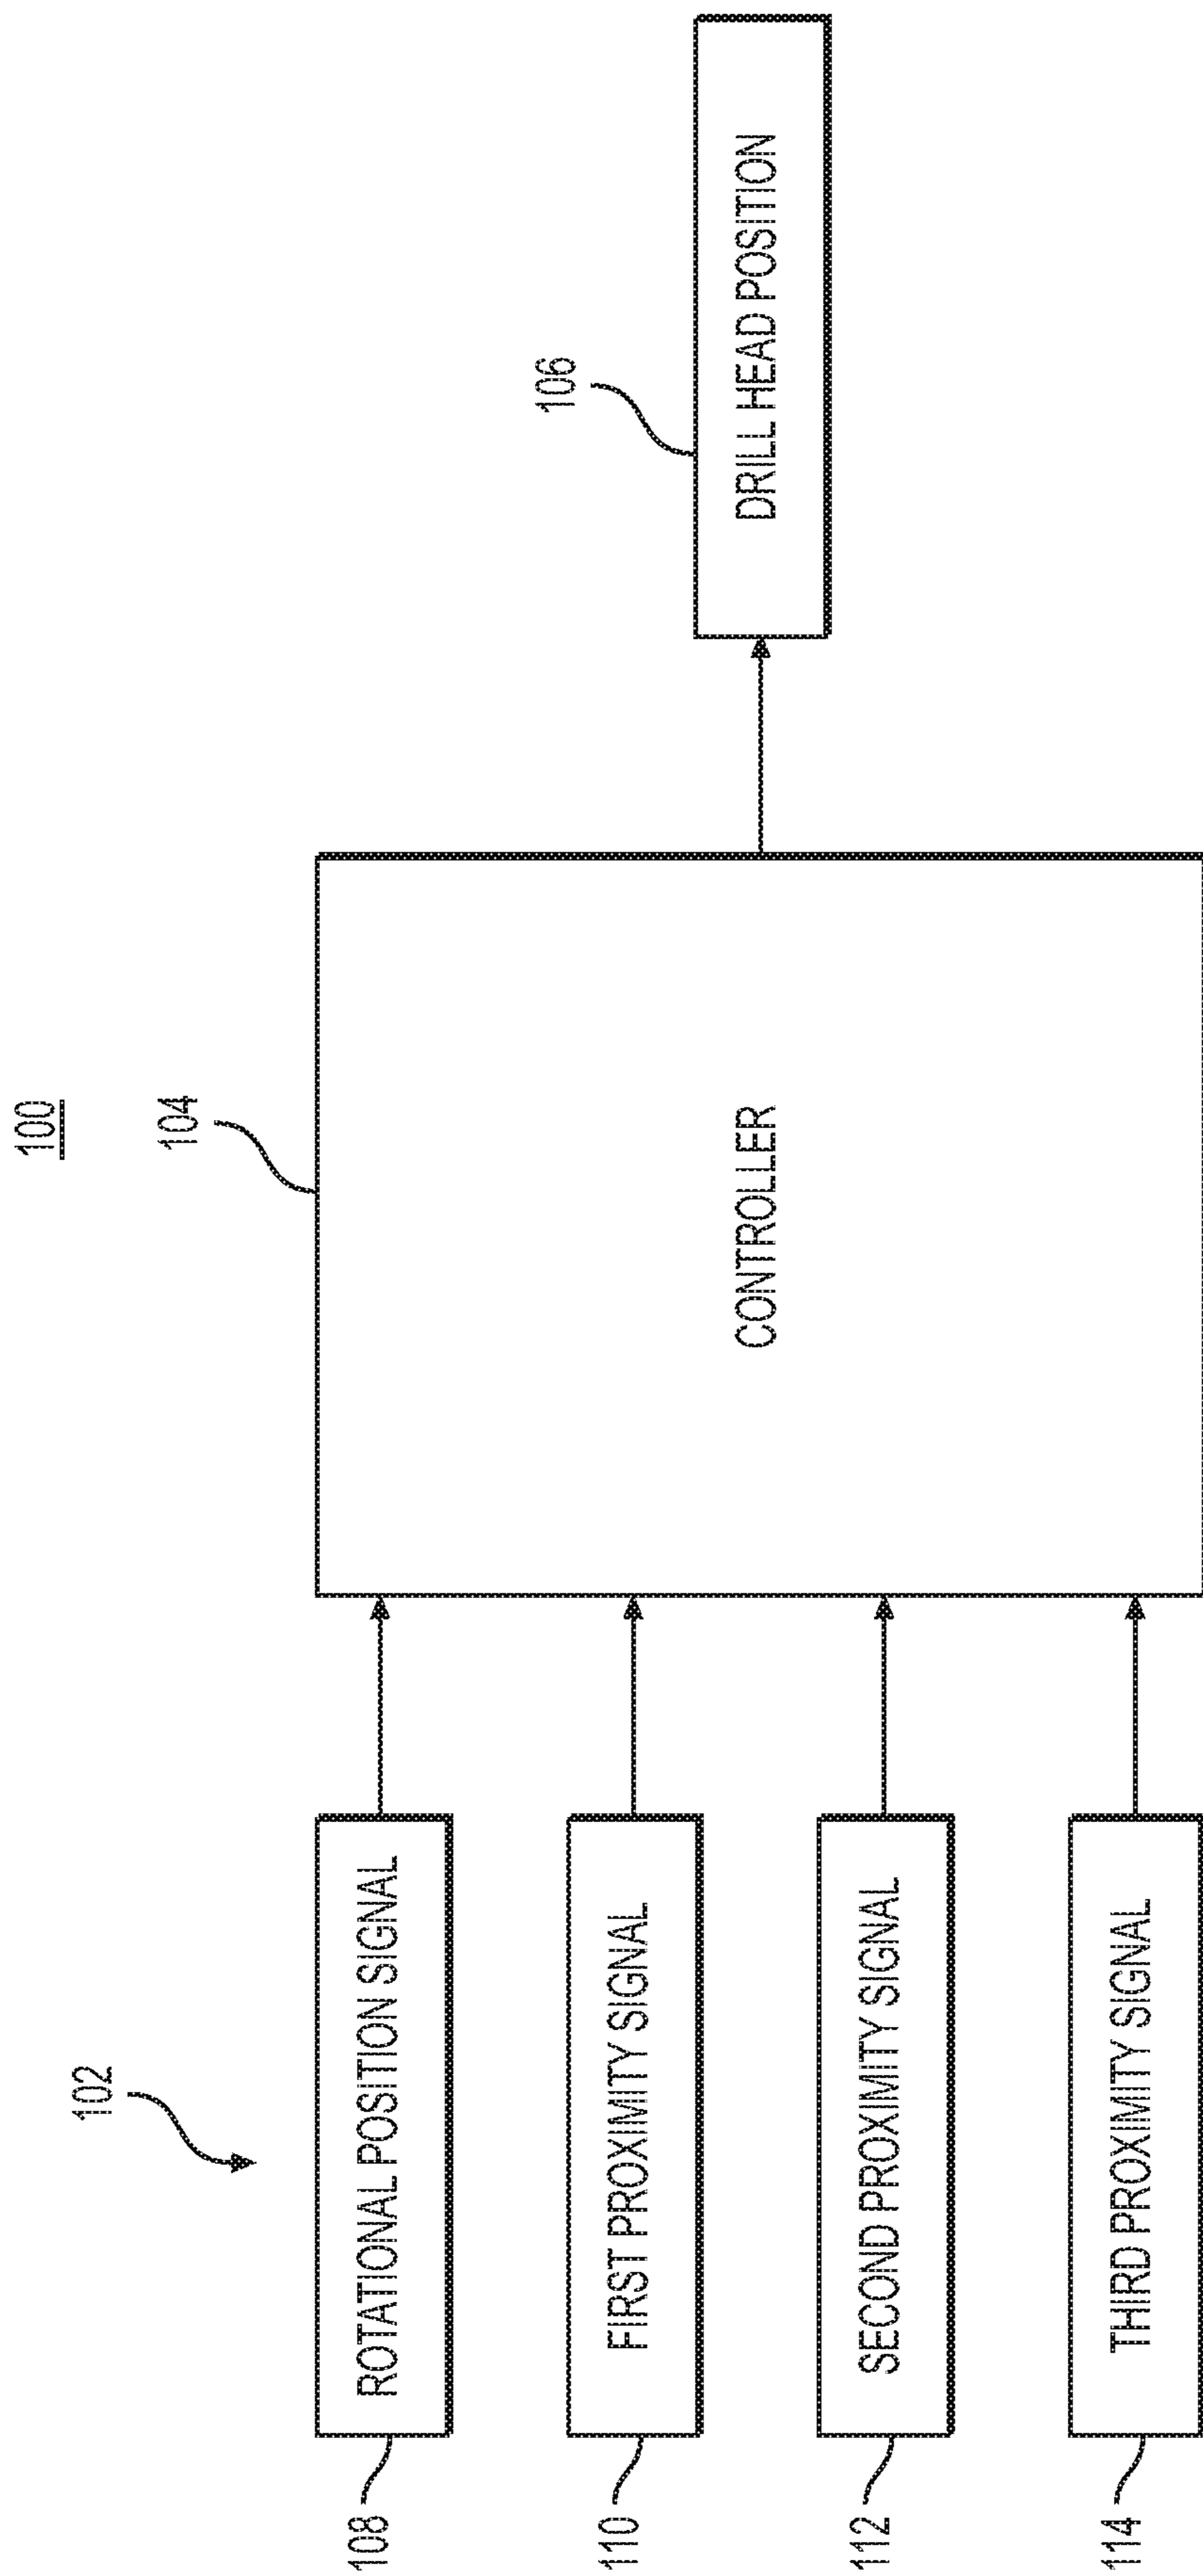 100
102
104
106
108
ROTATIONAL POSITION SIGNAL
110
FIRST PROXIMITY SIGNAL
112
SECOND PROXIMITY SIGNAL
114
THIRD PROXIMITY SIGNAL
CONTROLLER
DRILL HEAD POSITION